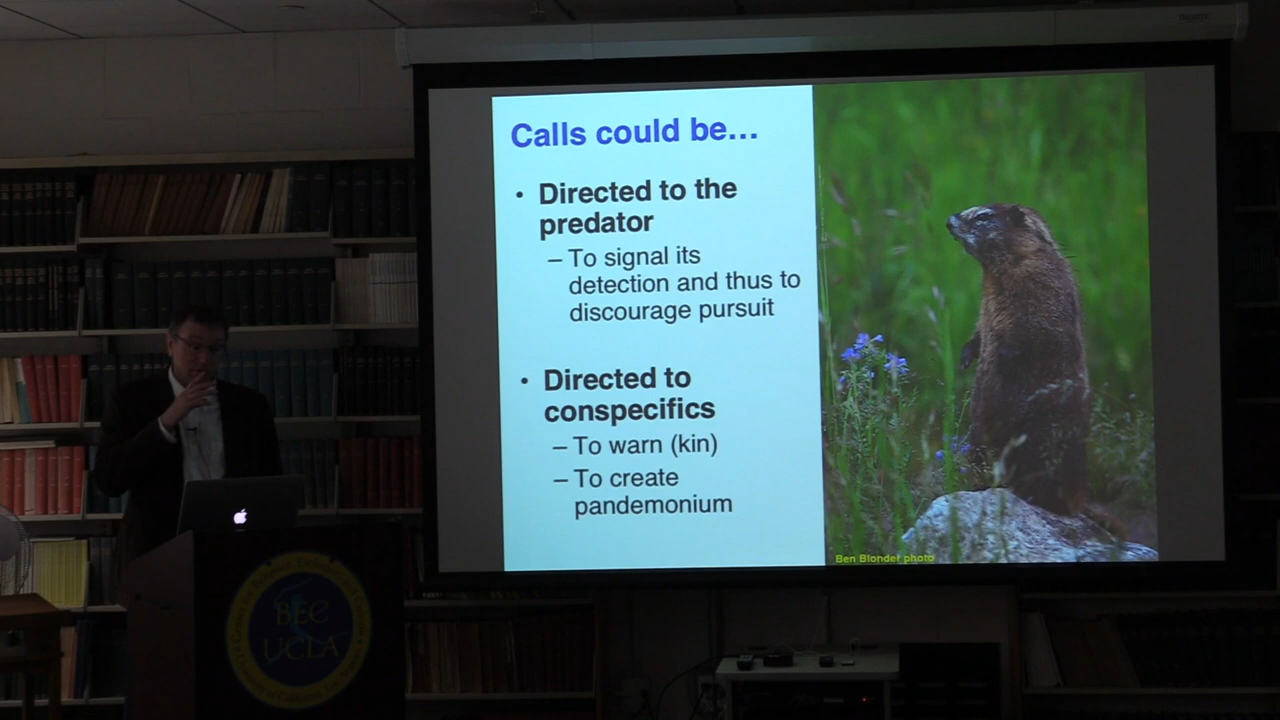 Calls could be…
• Directed to the
predator
– To signal its
detection and thus to
discourage pursuit
• Directed to
conspecifics
– To warn (kin)
– To create
pandemonium
Ben Blondel photo
BEC
UCLA